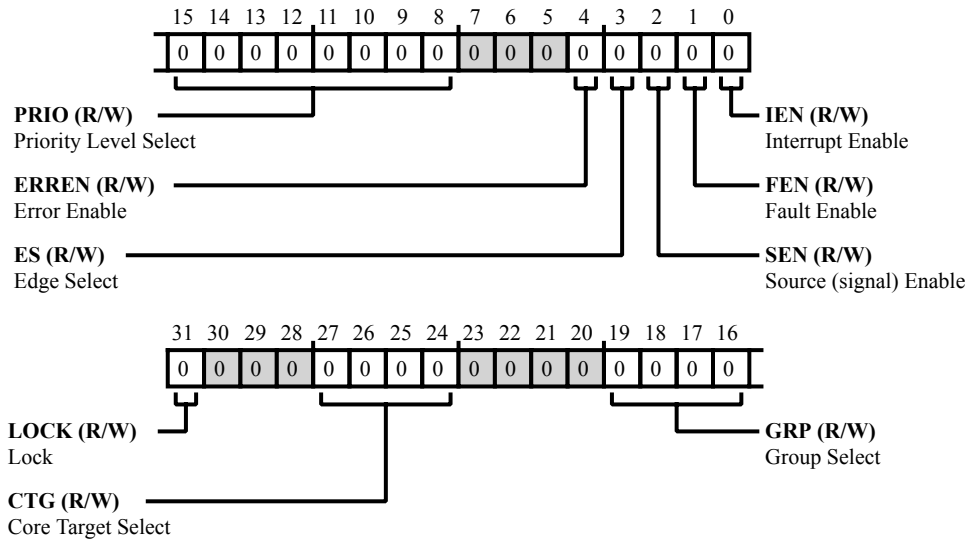 15 14 13 12 11 10 9 8 7 6 5 4 3 2 1 0
0 0 0 0 0 0 0 0 0 0 0 0 0 0 0 0
PRIO (R/W)
Priority Level Select
IEN (R/W)
Interrupt Enable
ERREN (R/W)
Error Enable
FEN (R/W)
Fault Enable
ES (R/W)
Edge Select
SEN (R/W)
Source (signal) Enable
31 30 29 28 27 26 25 24 23 22 21 20 19 18 17 16
0 0 0 0 0 0 0 0 0 0 0 0 0 0 0 0
LOCK (R/W)
Lock
GRP (R/W)
Group Select
CTG (R/W)
Core Target Select